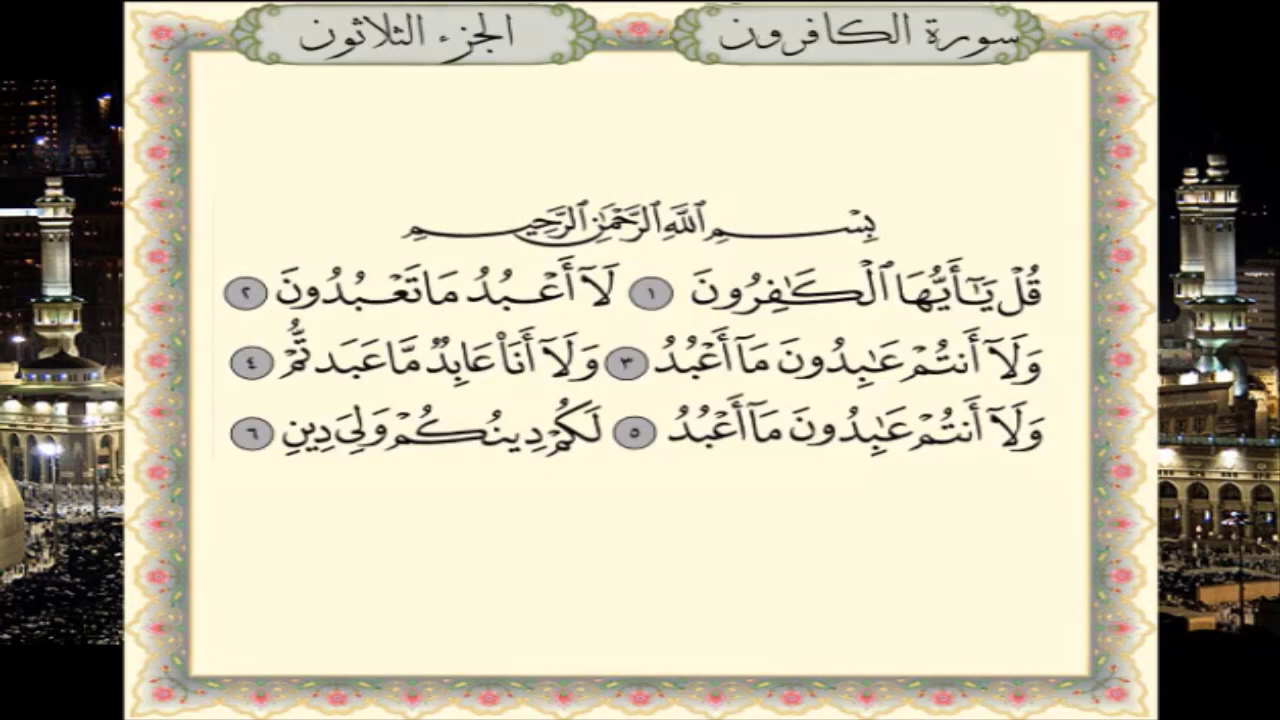 سورة الكافرون
الجزء الثلاثون
بِسْمِ ٱللَّهِ ٱلرَّحْمَٰنِ ٱلرَّحِيمِ
قُلْ يَـٰٓأَيُّهَا ٱلْكَـٰفِرُونَ ١ لَآ أَعْبُدُ مَا تَعْبُدُونَ ٢
وَلَآ أَنتُمْ عَـٰبِدُونَ مَآ أَعْبُدُ ٣ وَلَآ أَنَا۠ عَابِدٌ مَّا عَبَدتُّمْ ٤
وَلَآ أَنتُمْ عَـٰبِدُونَ مَآ أَعْبُدُ ٥ لَكُمْ دِينُكُمْ وَلِىَ دِينِ ٦